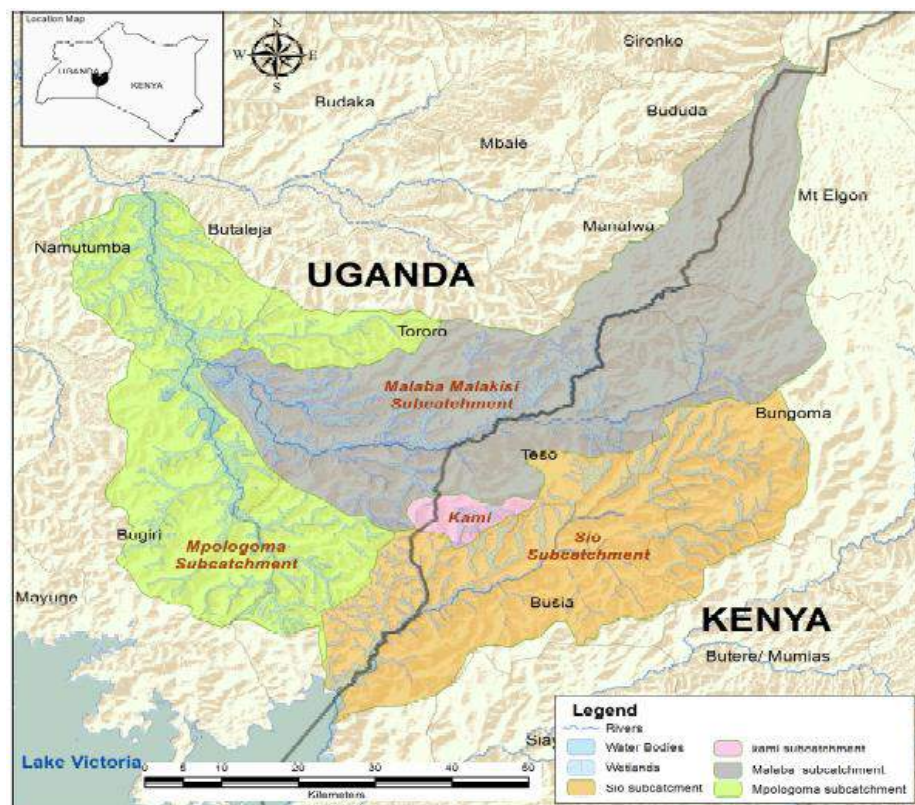 Location Map
UGANDA
KENYA
N
W
E
S
Sironko
Budaka
Bududa
Mbale
Mt Elgon
Manafwa
Namutumba
Butaleja
UGANDA
Tororo
Malaba Malakisi
Subcatchment
Bungoma
Teso
Kami
Bugiri
Mpologoma
Subcatchment
Sio
Subcatchment
Mayuge
Busia
KENYA
Butere/ Mumias
Siay
Lake Victoria
0 5 10 20 30 40 50
Kilometers
Legend
Rivers
Water Bodies
Wetlands
Sio subcatcment
kami subcatchment
Malaba subcatchment
Mpologoma subcatchment